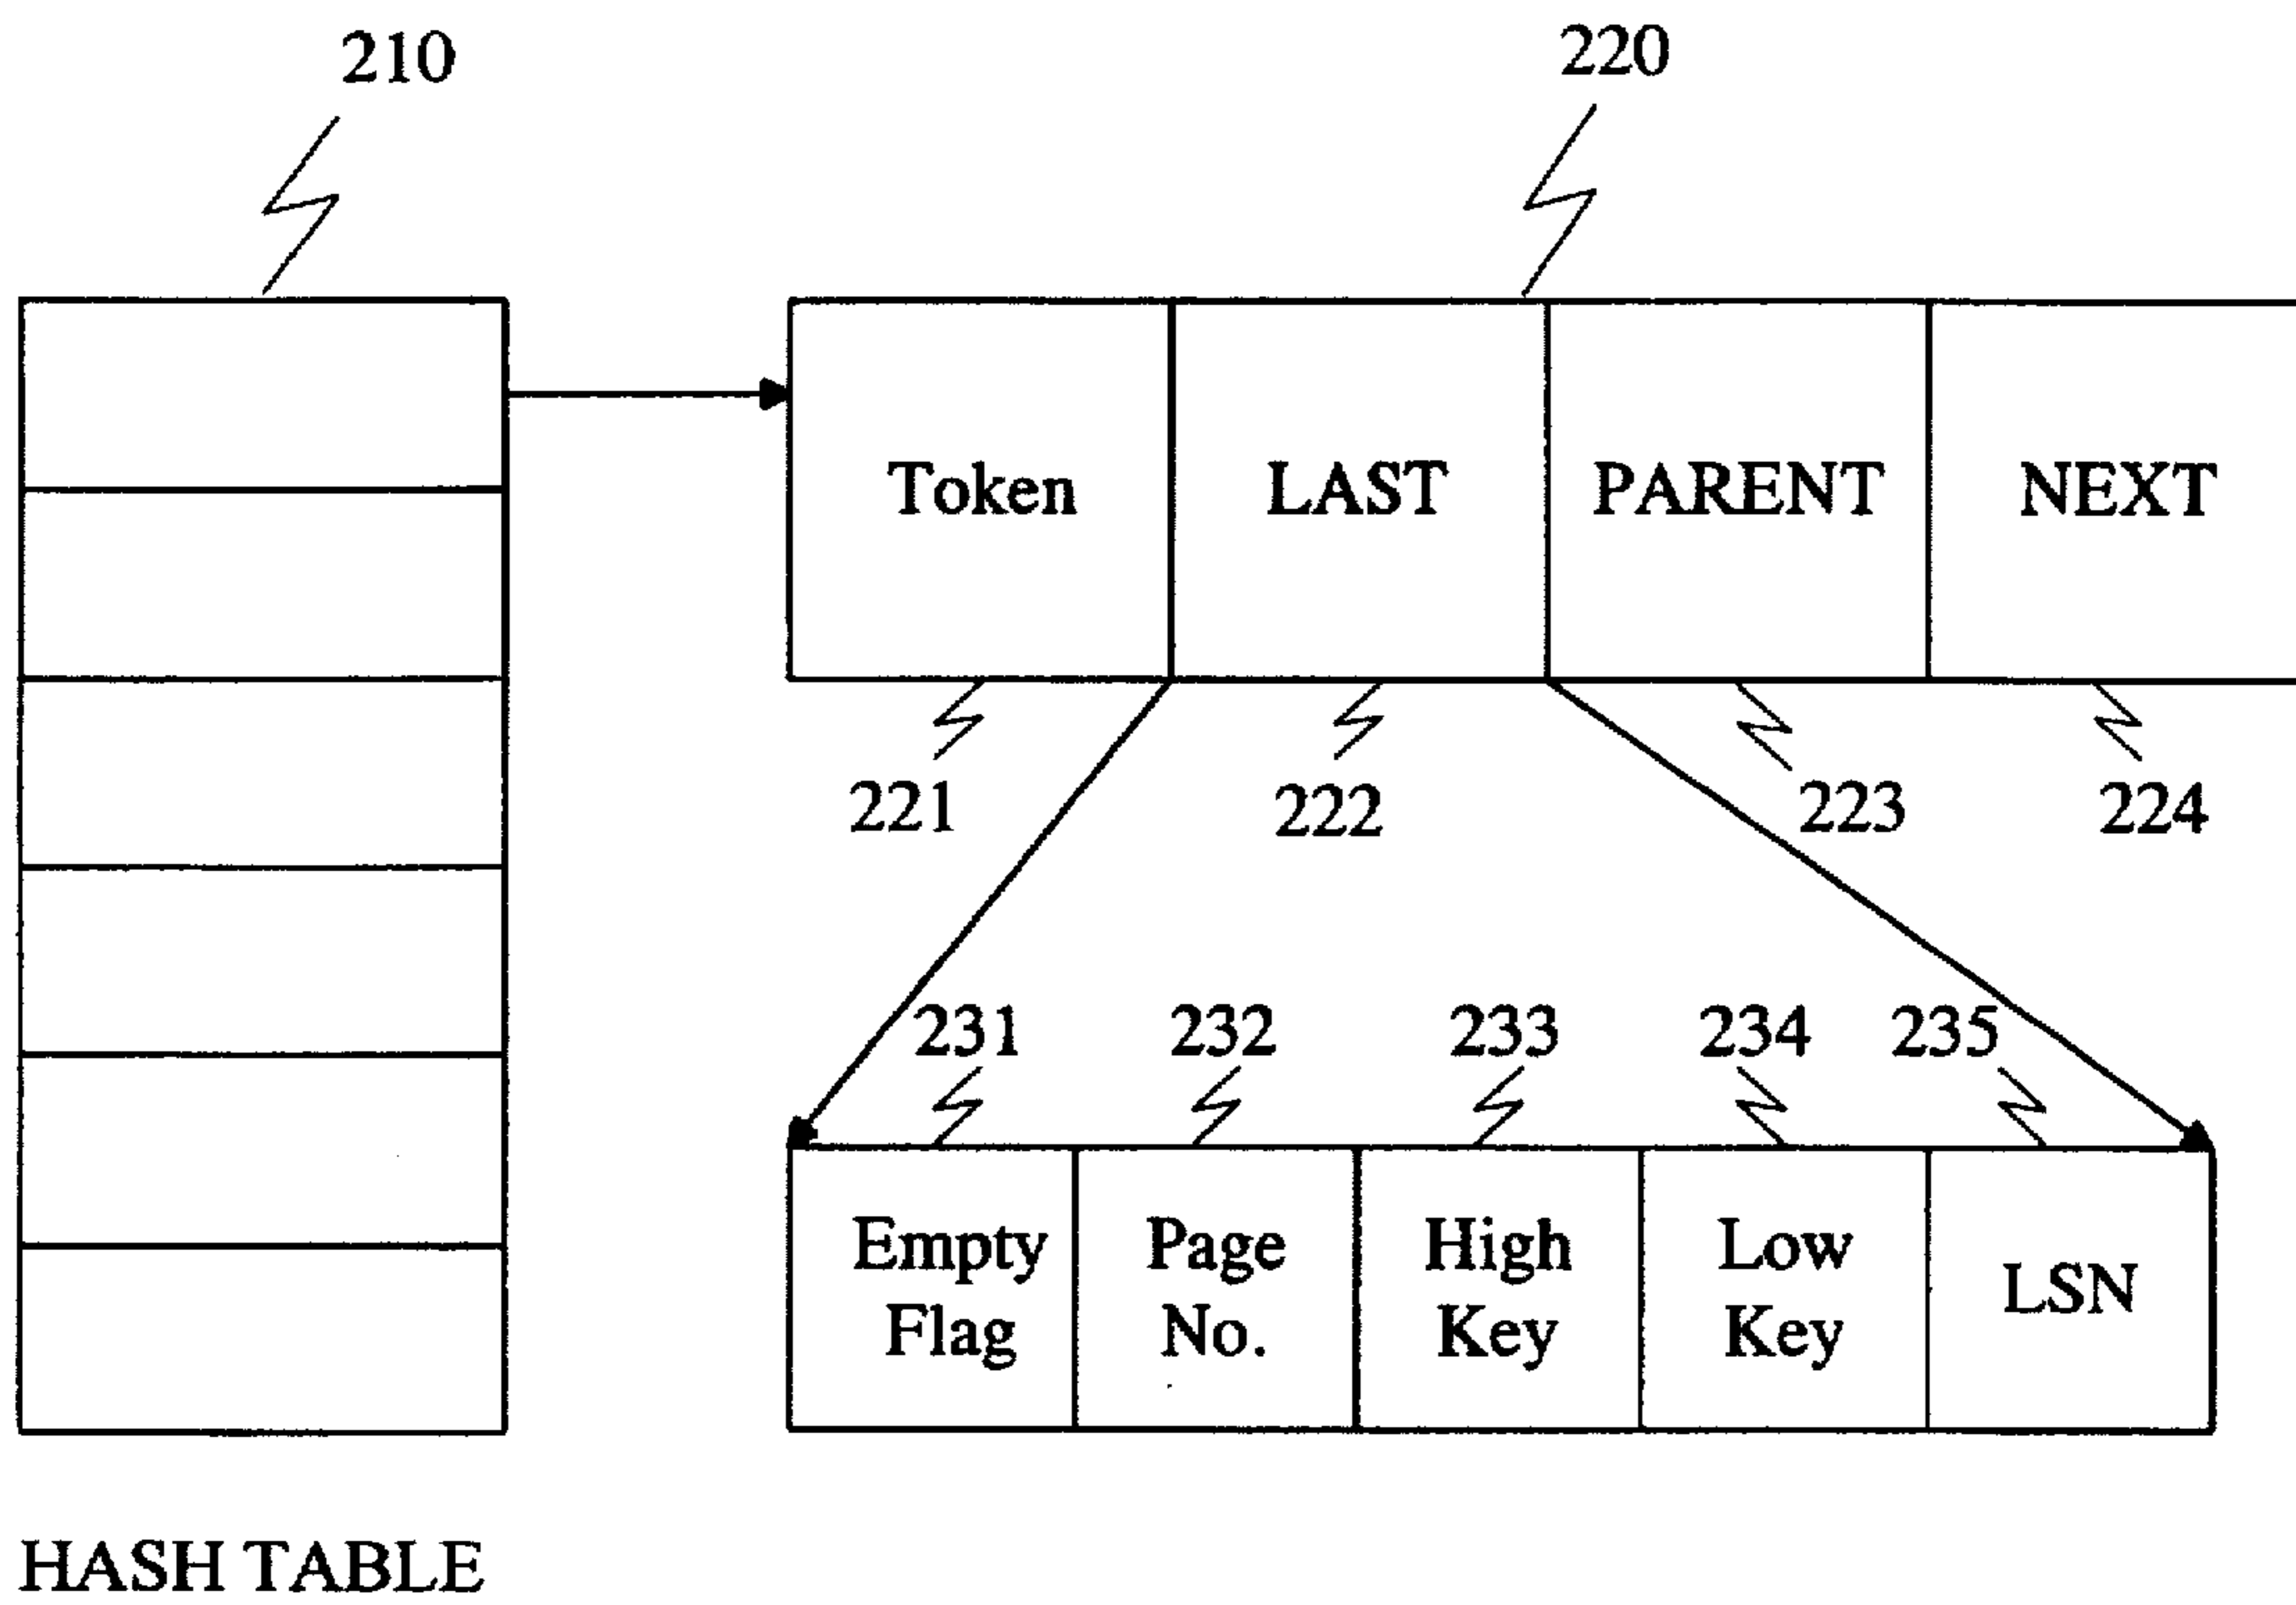 210
220
Token
LAST
PARENT
NEXT
221
222
223
224
231
232
233
234
235
Empty
Flag
Page
No.
High
Key
Low
Key
LSN
HASH TABLE